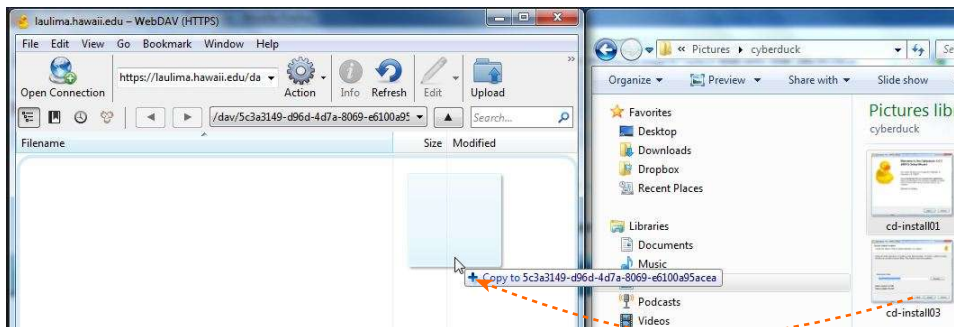 laulima.hawaii.edu – WebDAV (HTTPS)
File Edit View Go Bookmark Window Help
https://laulima.hawaii.edu/da
Open Connection
Action Info Refresh Edit Upload
/dav/5c3a3149-d96d-4d7a-8069-e6100a95
Search...
Filename Size Modified
Copy to 5c3a3149-d96d-4d7a-8069-e6100a95acea
« Pictures cyberduck
Organize Preview Share with Slide show
Favorites
Desktop
Downloads
Dropbox
Recent Places
Libraries
Documents
Music
Podcasts
Videos
Pictures lib
cyberduck
cd-install01
cd-install03